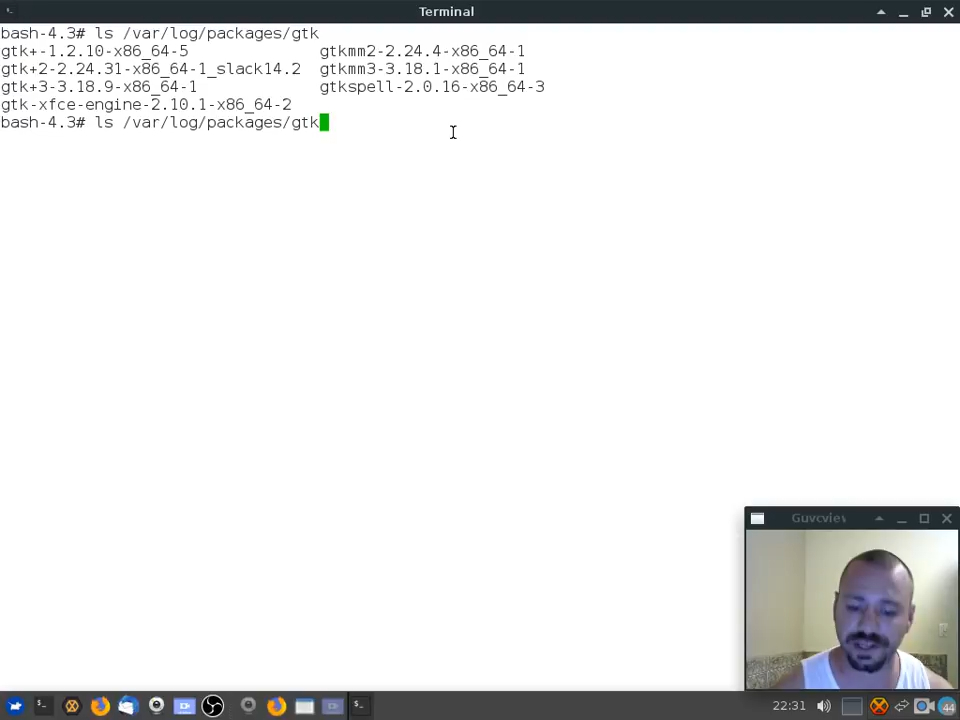 Terminal
bash-4.3# ls /var/log/packages/gtk
gtk+-1.2.10-x86_64-5 gtkmm2-2.24.4-x86_64-1
gtk+2-2.24.31-x86_64-1_slack14.2 gtkmm3-3.18.1-x86_64-1
gtk+3-3.18.9-x86_64-1 gtkspell-2.0.16-x86_64-3
gtk-xfce-engine-2.10.1-x86_64-2
bash-4.3# ls /var/log/packages/gtk
Guvcview
22:31
44